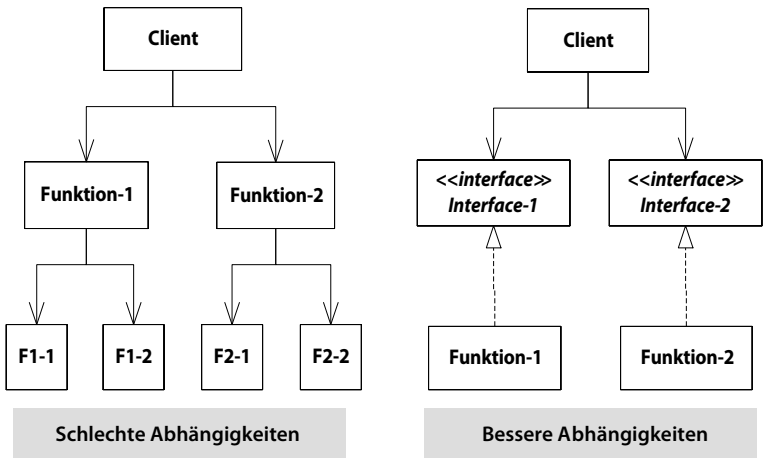 Client
Funktion-1
Funktion-2
F1-1
F1-2
F2-1
F2-2
Schlechte Abhängigkeiten
Client
<<interface>>
Interface-1
<<interface>>
Interface-2
Funktion-1
Funktion-2
Bessere Abhängigkeiten